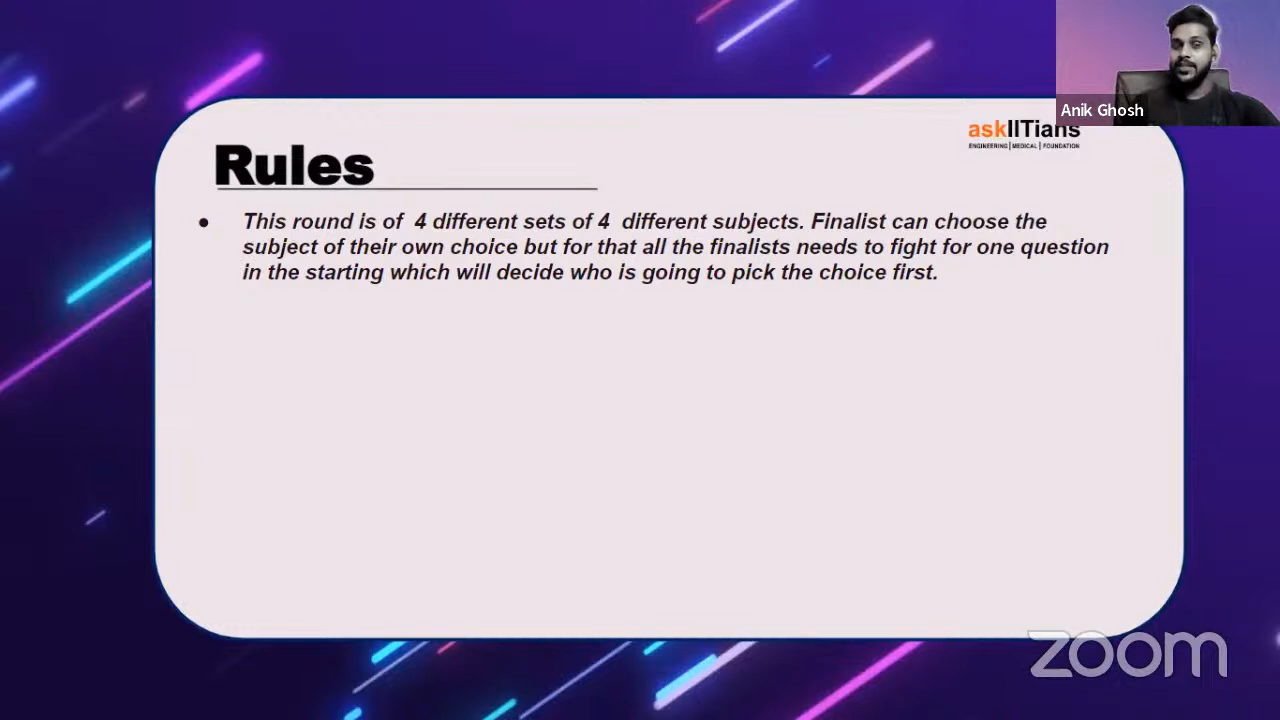 Anik Ghosh
askIITians
ENGINEERING | MEDICAL | FOUNDATION
Rules
• This round is of 4 different sets of 4 different subjects. Finalist can choose the
subject of their own choice but for that all the finalists needs to fight for one question
in the starting which will decide who is going to pick the choice first.
zoom